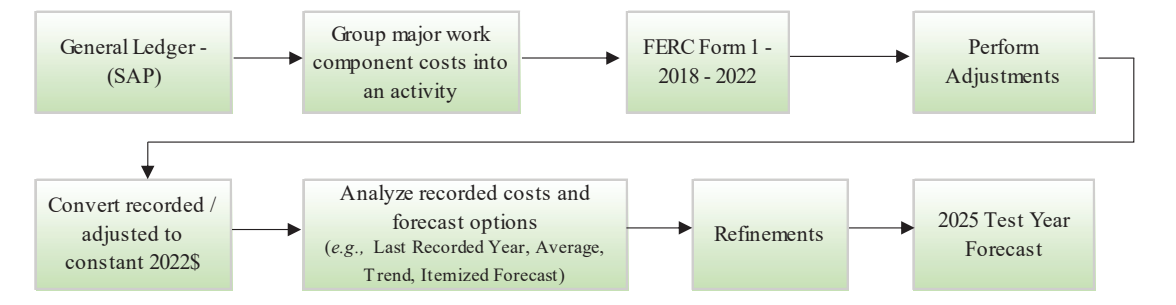 General Ledger -
(SAP)
Group major work
component costs into
an activity
FERC Form 1 -
2018 - 2022
Perform
Adjustments
Convert recorded /
adjusted to
constant 2022$
Analyze recorded costs and
forecast options
(e.g., Last Recorded Year, Average,
Trend, Itemized Forecast)
Refinements
2025 Test Year
Forecast